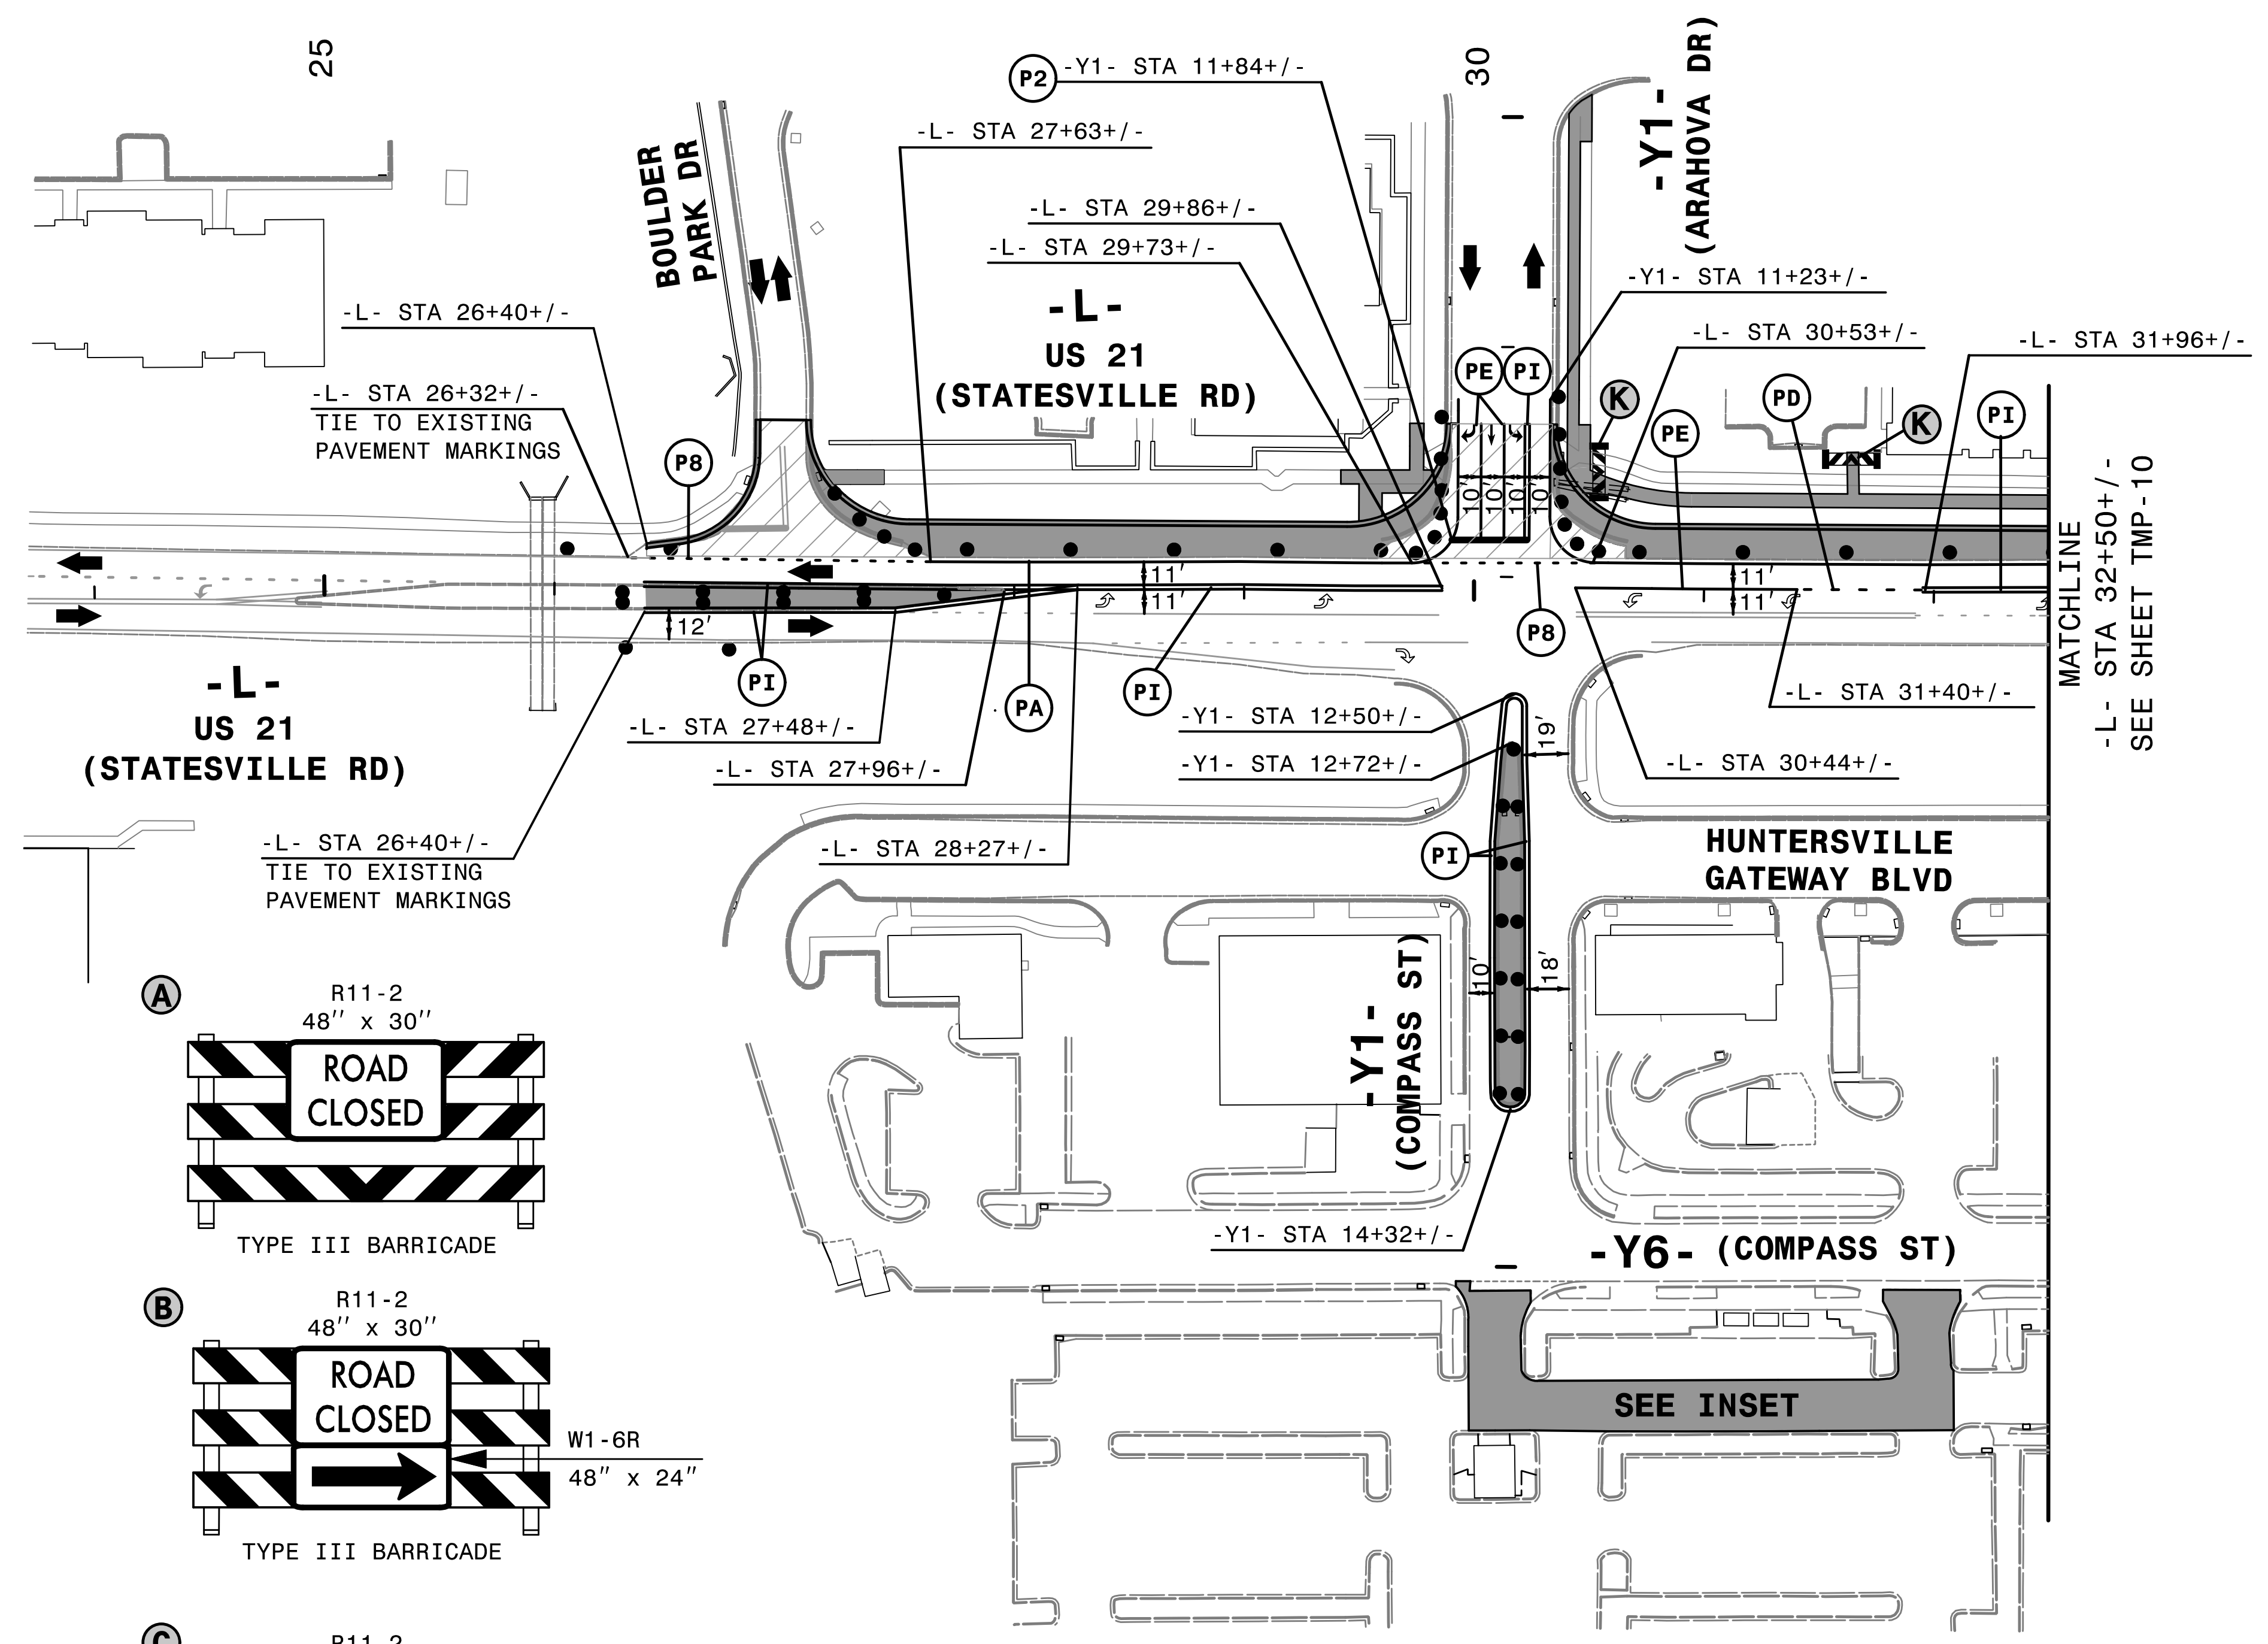 25
30
P2
-Y1- STA 11+84+/-
-L- STA 27+63+/-
-Y1-
(ARAHOVA DR)
BOULDER
PARK DR
-L- STA 29+86+/-
-L- STA 29+73+/-
-L-
US 21
(STATESVILLE RD)
-Y1- STA 11+23+/-
-L- STA 26+40+/-
-L- STA 30+53+/-
-L- STA 31+96+/-
-L- STA 26+32+/-
TIE TO EXISTING
PAVEMENT MARKINGS
PE
PI
K
PD
K
PE
PI
P8
10'
10'
10'
10'
11'
11'
11'
11'
12'
P8
MATCHLINE
-L- STA 32+50+/-
SEE SHEET TMP-10
-L-
US 21
(STATESVILLE RD)
PI
PA
PI
-L- STA 27+48+/-
-L- STA 27+96+/-
-Y1- STA 12+50+/-
-Y1- STA 12+72+/-
19'
-L- STA 31+40+/-
-L- STA 30+44+/-
-L- STA 26+40+/-
TIE TO EXISTING
PAVEMENT MARKINGS
-L- STA 28+27+/-
PI
HUNTERSVILLE
GATEWAY BLVD
10'
18'
-Y1-
(COMPASS ST)
A
R11-2
48" x 30"
ROAD
CLOSED
TYPE III BARRICADE
-Y1- STA 14+32+/-
-Y6- (COMPASS ST)
SEE INSET
B
R11-2
48" x 30"
ROAD
CLOSED
W1-6R
48" x 24"
TYPE III BARRICADE
C
R11-2